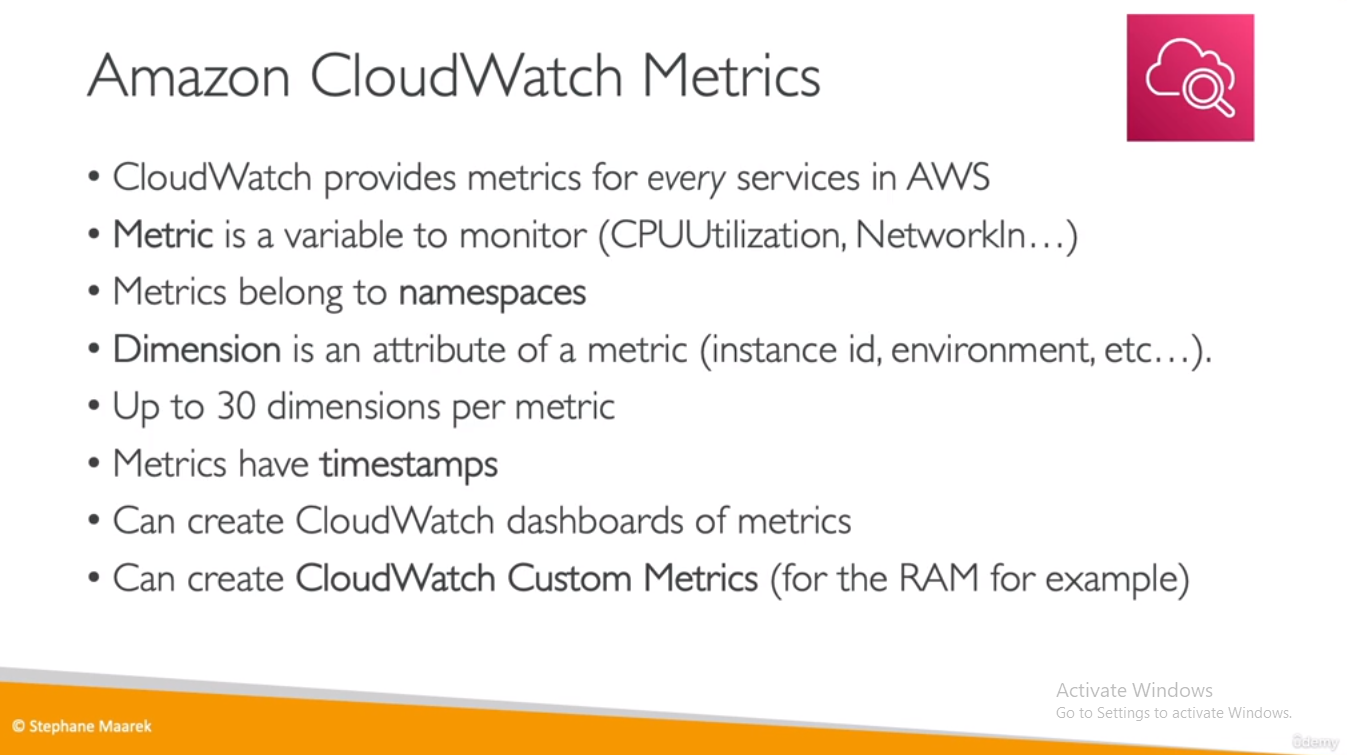 Amazon CloudWatch Metrics
• CloudWatch provides metrics for every services in AWS
• Metric is a variable to monitor (CPUUtilization, NetworkIn…)
• Metrics belong to namespaces
• Dimension is an attribute of a metric (instance id, environment, etc…).
• Up to 30 dimensions per metric
• Metrics have timestamps
• Can create CloudWatch dashboards of metrics
• Can create CloudWatch Custom Metrics (for the RAM for example)
Activate Windows
Go to Settings to activate Windows.
© Stephane Maarek
ûdemy